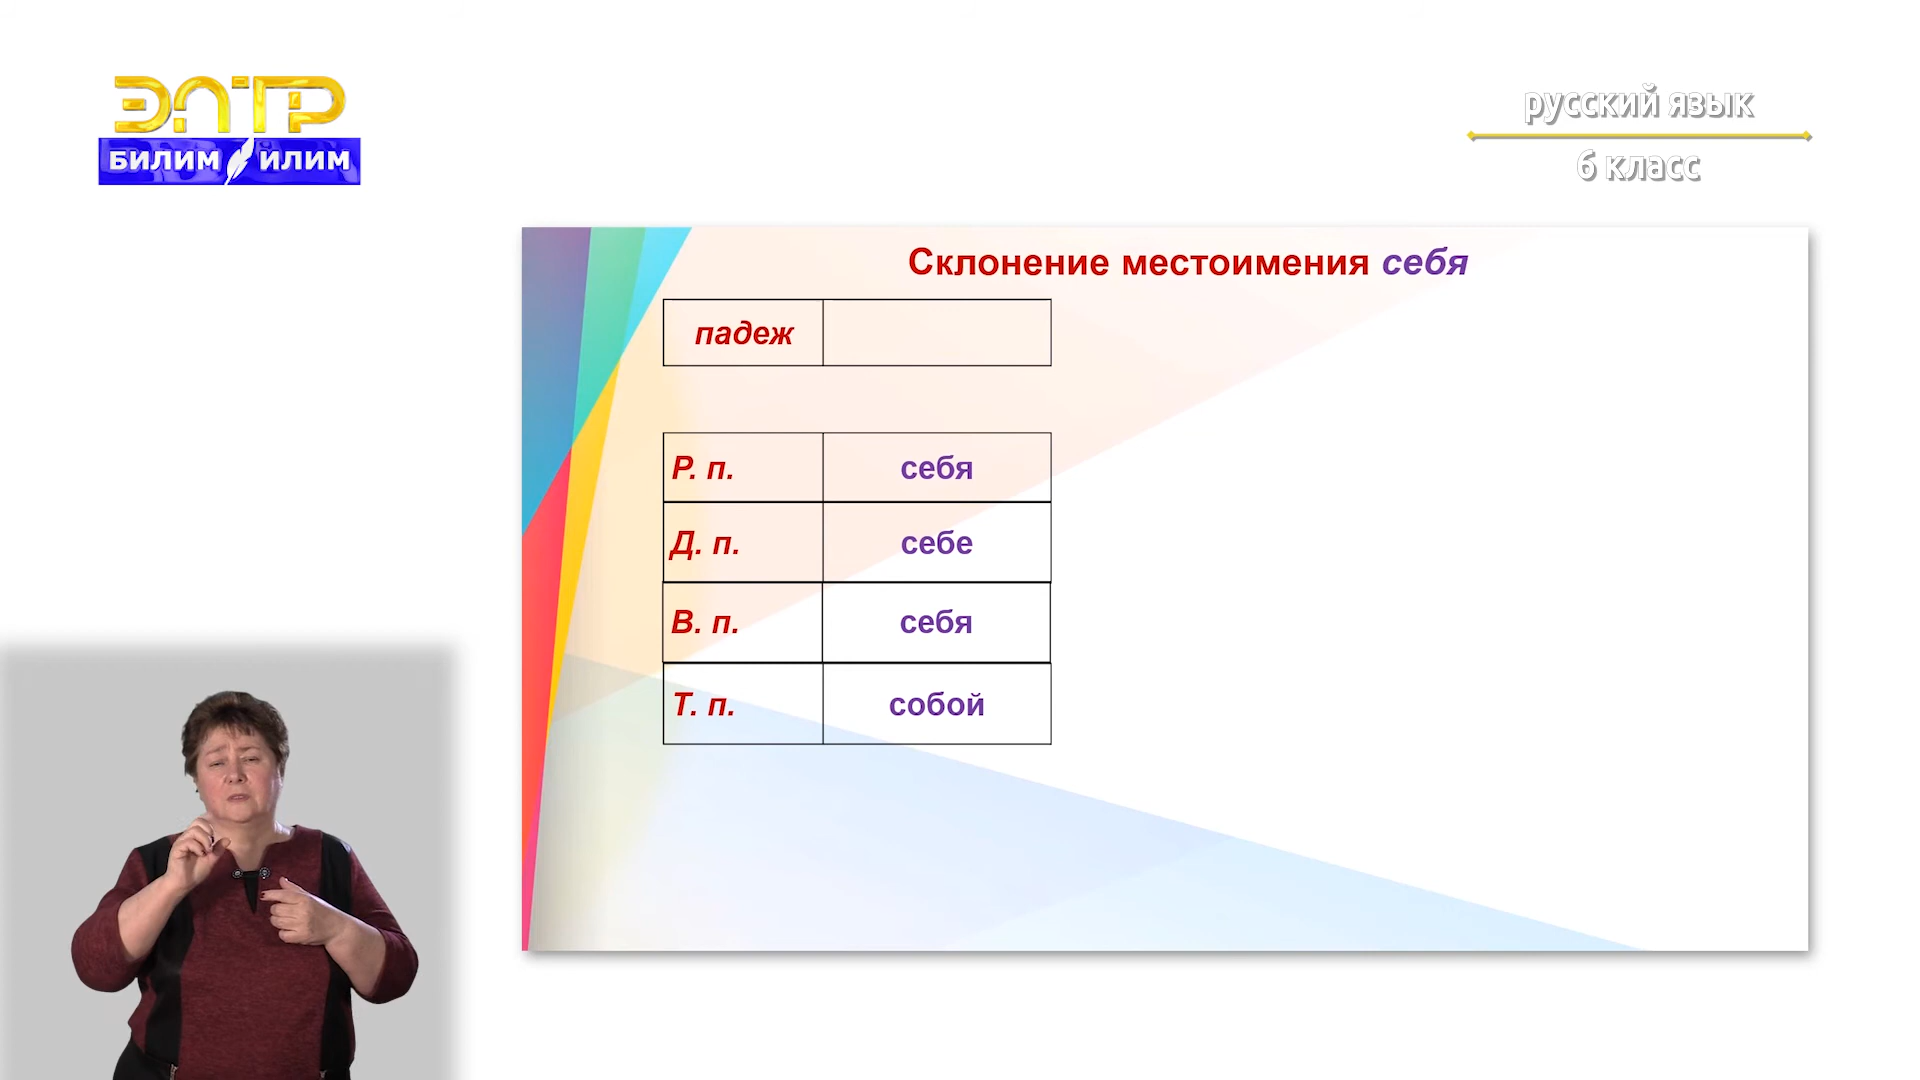 ЭЛТР
БИЛИМ ИЛИМ
русский язык
6 класс
Склонение местоимения себя
падеж
Р. п. себя
Д. п. себе
В. п. себя
Т. п. собой